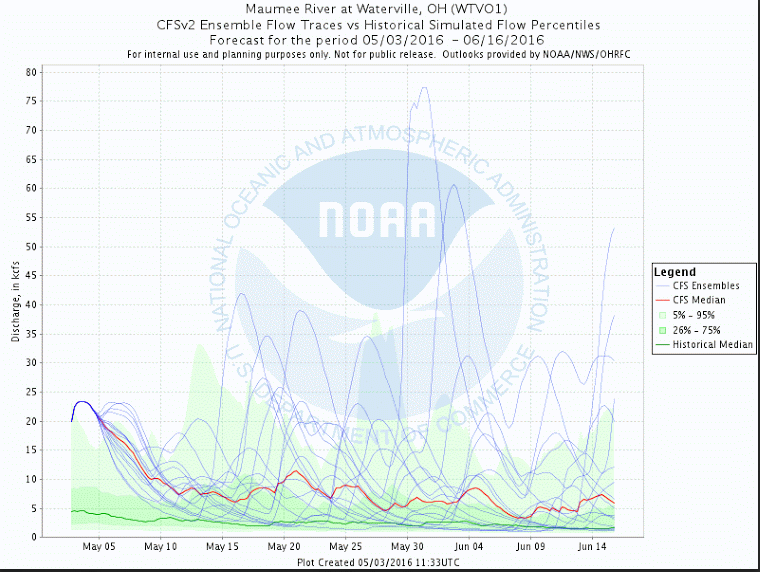 Maumee River at Waterville, OH (WTVO1)
CFSv2 Ensemble Flow Traces vs Historical Simulated Flow Percentiles
Forecast for the period 05/03/2016 - 06/16/2016
For internal use and planning purposes only. Not for public release. Outlooks provided by NOAA/NWS/OHRFC
80
75
70
65
60
55
50
45
40
35
30
25
20
15
10
5
0
Discharge, in kcfs
NATIONAL OCEANIC AND ATMOSPHERIC ADMINISTRATION
NOAA
U.S. DEPARTMENT OF COMMERCE
Legend
CFS Ensembles
CFS Median
5% - 95%
26% - 75%
Historical Median
May 05 May 10 May 15 May 20 May 25 May 30 Jun 04 Jun 09 Jun 14
Plot Created 05/03/2016 11:33UTC